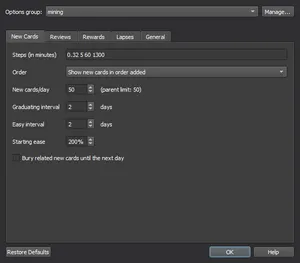 Options group: mining Manage...
New Cards Reviews Rewards Lapses General
Steps (in minutes) 0.32 5 60 1300
Order Show new cards in order added
New cards/day 50 (parent limit: 50)
Graduating interval 2 days
Easy interval 2 days
Starting ease 200%
Bury related new cards until the next day
Restore Defaults OK Help